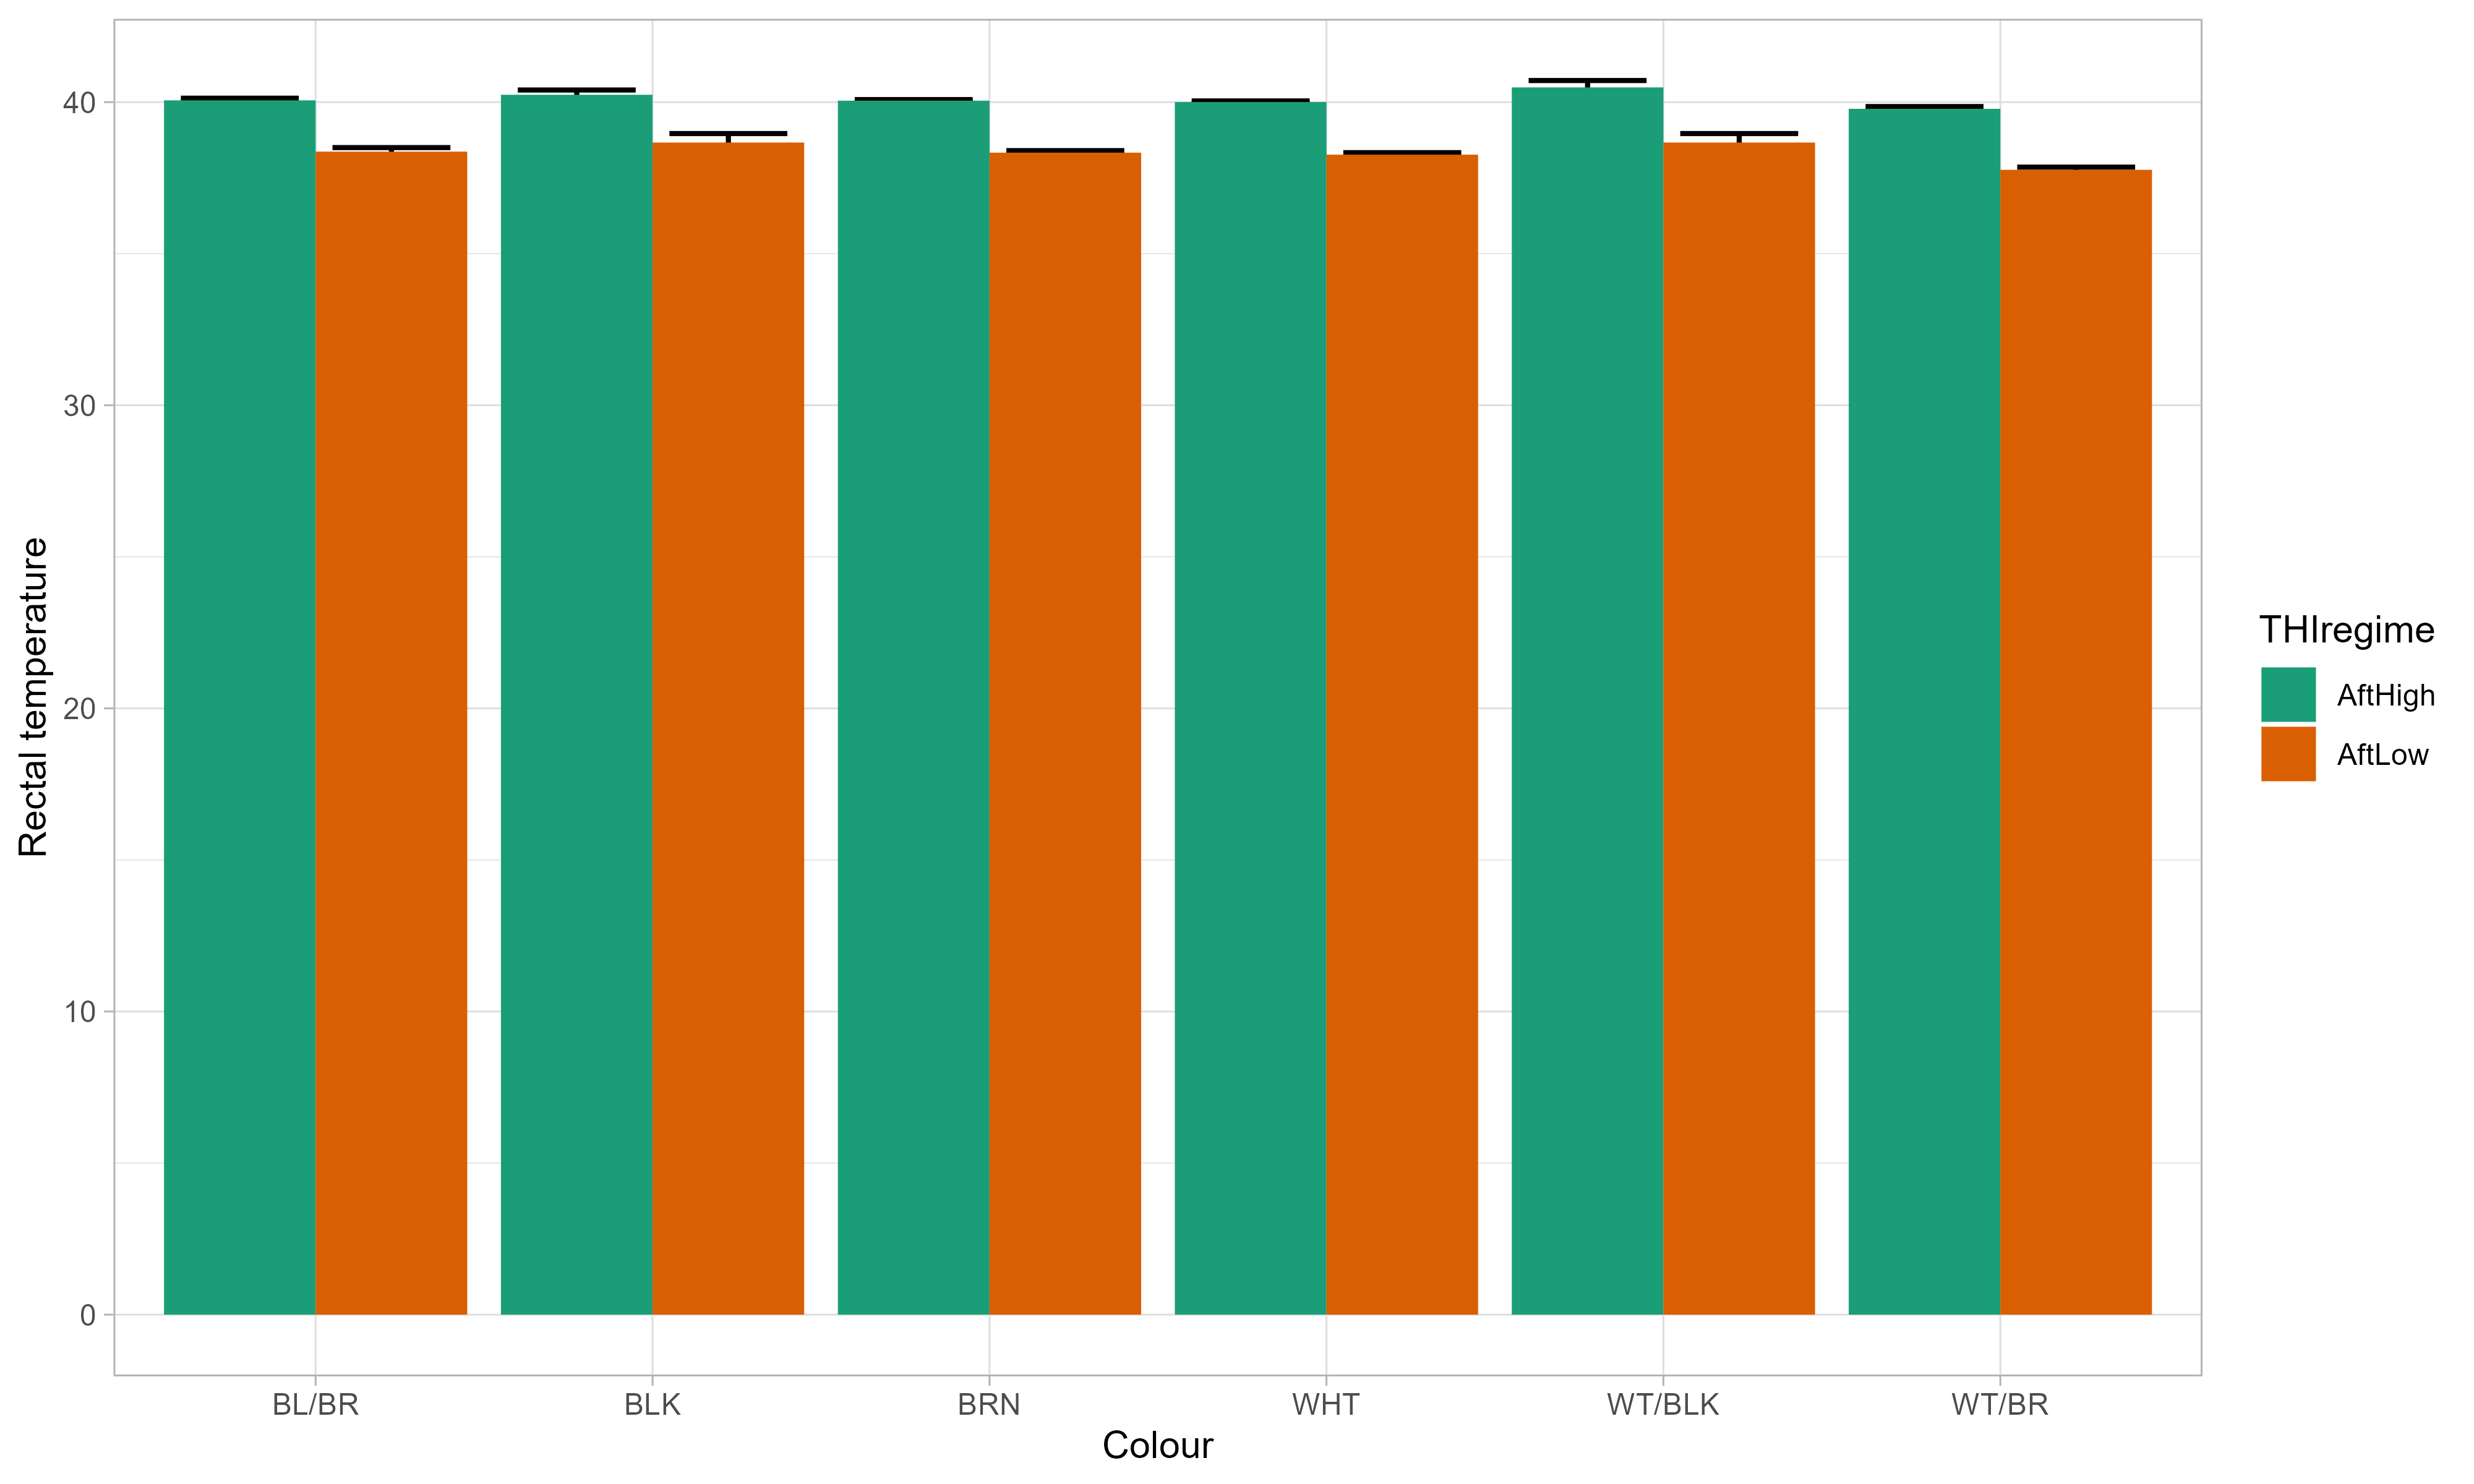 40
30
20
10
0
Rectal temperature
BL/BR
BLK
BRN
WHT
WT/BLK
WT/BR
Colour
THIregime
AftHigh
AftLow